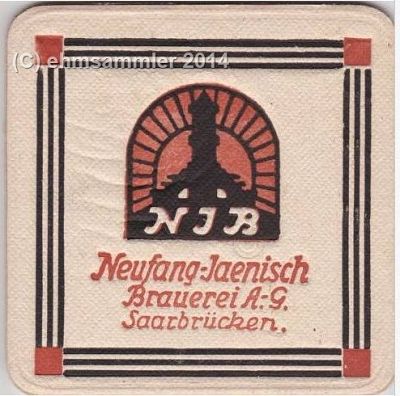 (C) ehmsammler 2014
NJB
Neufang-Jaenisch
Brauerei A.-G.
Saarbrücken.